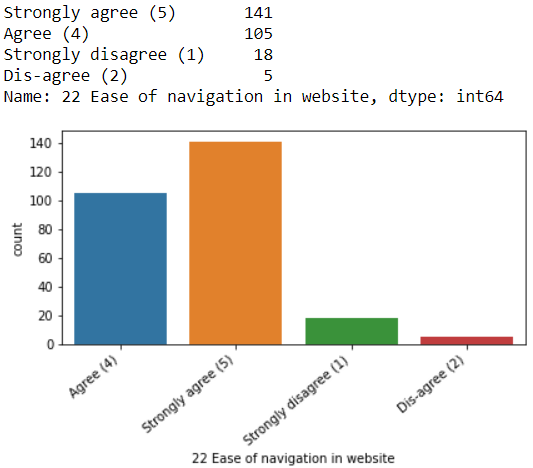 Strongly agree (5) 141
Agree (4) 105
Strongly disagree (1) 18
Dis-agree (2) 5
Name: 22 Ease of navigation in website, dtype: int64
140
120
100
80
60
40
20
0
count
Agree (4)
Strongly agree (5)
Strongly disagree (1)
Dis-agree (2)
22 Ease of navigation in website